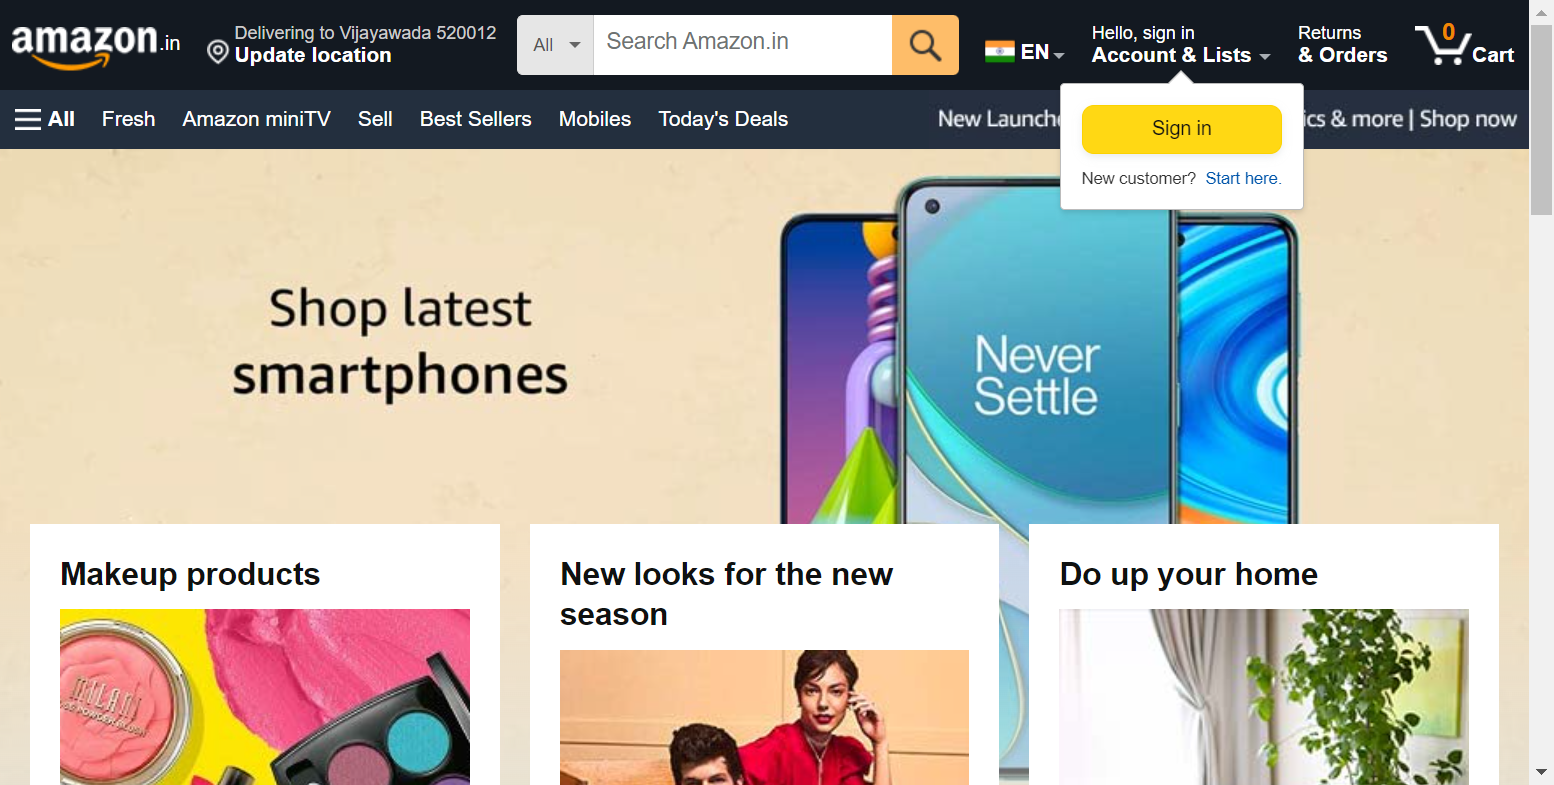 amazon.in
Delivering to Vijayawada 520012
Update location
All
Search Amazon.in
EN
Hello, sign in
Account & Lists
Returns
& Orders
0
Cart
All
Fresh
Amazon miniTV
Sell
Best Sellers
Mobiles
Today's Deals
New Launche
ics & more | Shop now
Sign in
New customer? Start here.
Shop latest
smartphones
Never
Settle
Makeup products
New looks for the new
season
Do up your home
MILANI